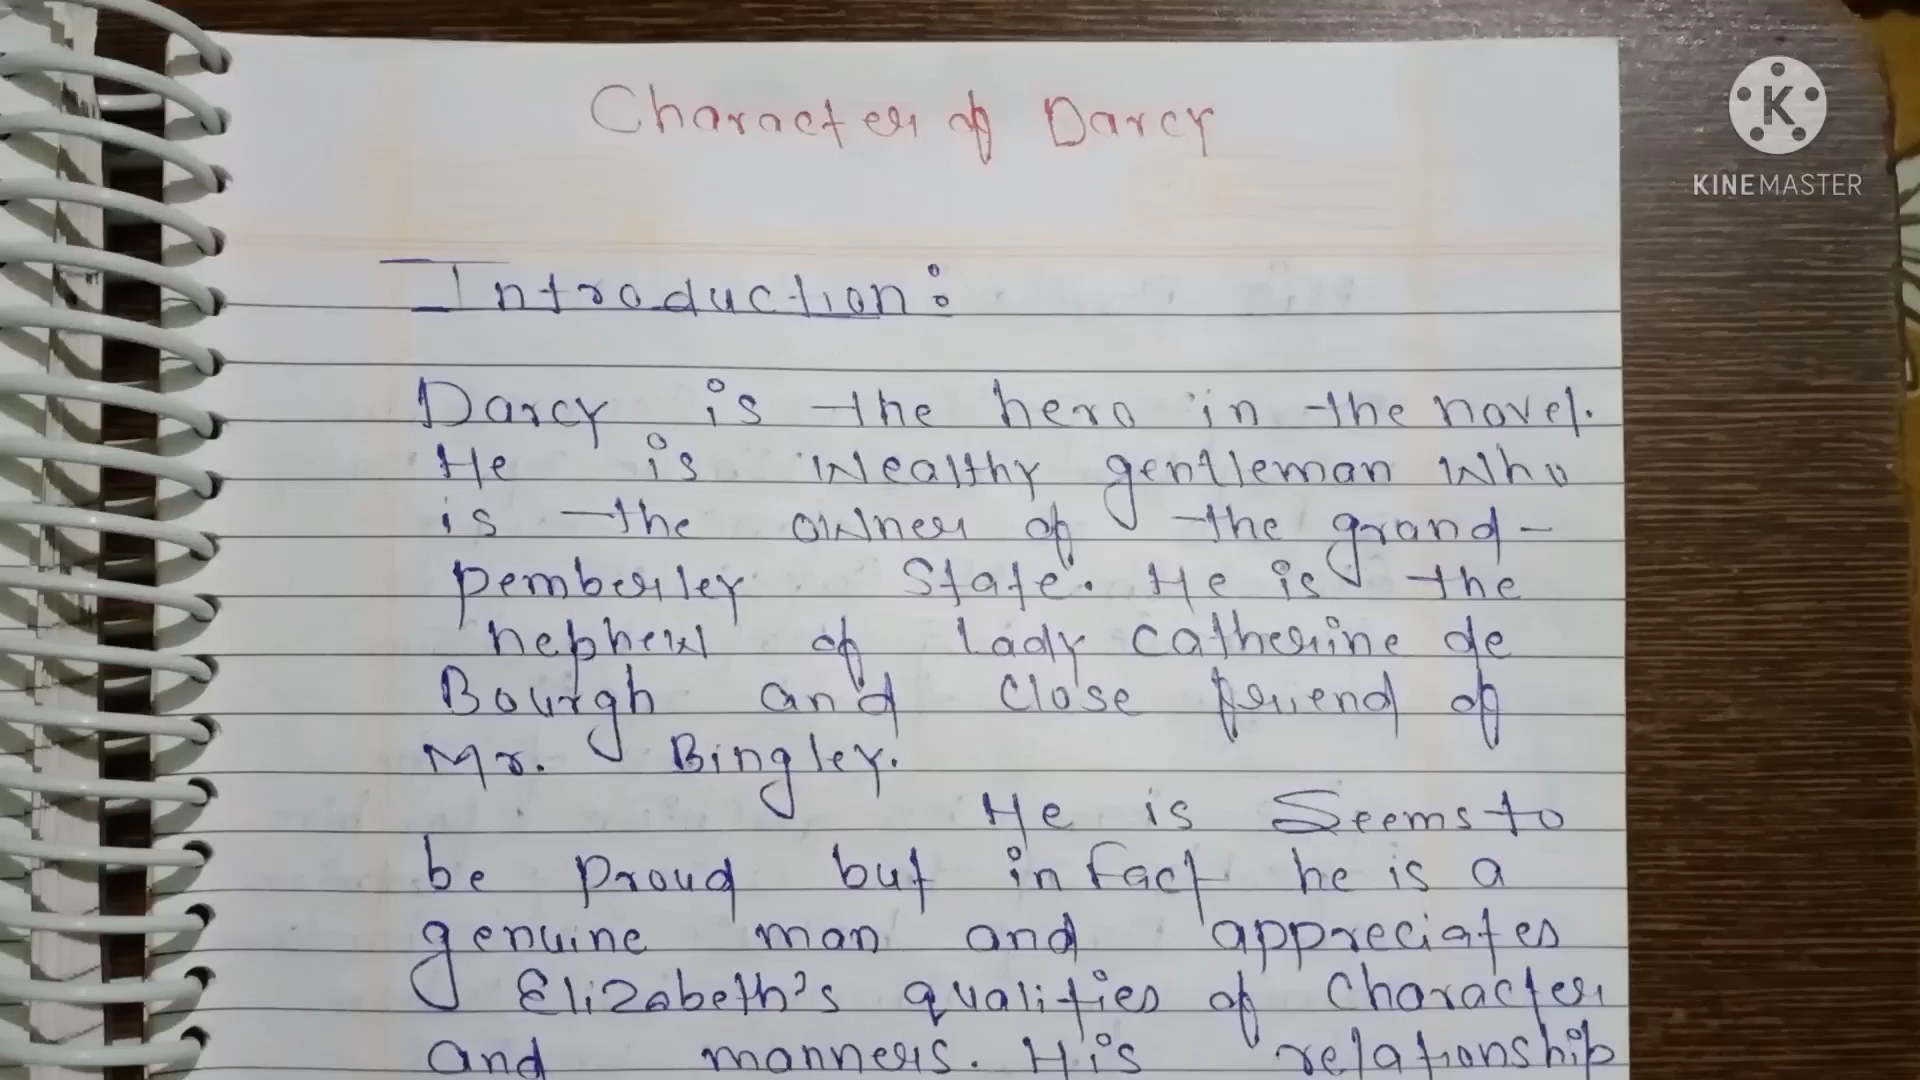 Character of Darcy
K
KINEMASTER
Introduction:
Darcy is the hero in the novel.
He is wealthy gentleman who
is the owner of the grand-
pemberley State. He is the
nephew of lady catherine de
Bourgh and close friend of
Mr. Bingley.
He is Seems to
be proud but in fact he is a
genuine man and appreciates
Elizabeth's qualities of character
and manners. His relationship